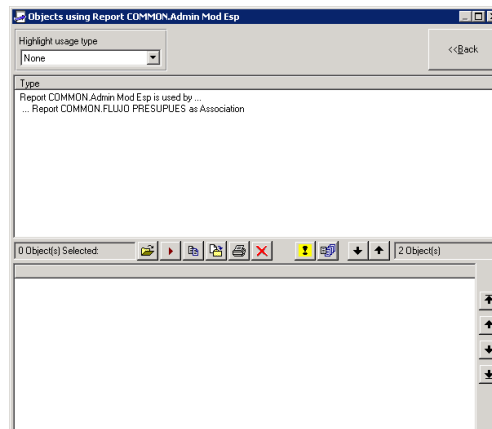 Objects using Report COMMON.Admin Mod Esp
Highlight usage type
None
<<Back
Type
Report COMMON.Admin Mod Esp is used by ...
... Report COMMON.FLUJO PRESUPUES as Association
0 Object(s) Selected:
2 Object(s)